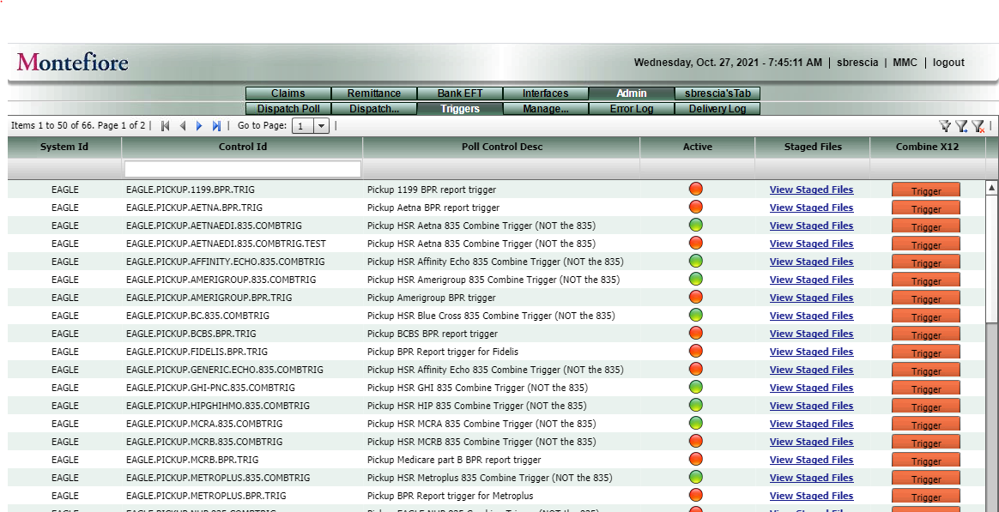 Montefiore
Wednesday, Oct. 27, 2021 - 7:45:11 AM | sbrescia | MMC | logout
Claims Remittance Bank EFT Interfaces Admin sbrescia'sTab
Dispatch Poll Dispatch... Triggers Manage... Error Log Delivery Log
Items 1 to 50 of 66. Page 1 of 2 | | Go to Page: 1 | |
System Id Control Id Poll Control Desc Active Staged Files Combine X12
EAGLE EAGLE.PICKUP.1199.BPR.TRIG Pickup 1199 BPR report trigger View Staged Files Trigger
EAGLE EAGLE.PICKUP.AETNA.BPR.TRIG Pickup Aetna BPR report trigger View Staged Files Trigger
EAGLE EAGLE.PICKUP.AETNAEDI.835.COMBTRIG Pickup HSR Aetna 835 Combine Trigger (NOT the 835) View Staged Files Trigger
EAGLE EAGLE.PICKUP.AETNAEDI.835.COMBTRIG.TEST Pickup HSR Aetna 835 Combine Trigger (NOT the 835) View Staged Files Trigger
EAGLE EAGLE.PICKUP.AFFINITY.ECHO.835.COMBTRIG Pickup HSR Affinity Echo 835 Combine Trigger (NOT the 835) View Staged Files Trigger
EAGLE EAGLE.PICKUP.AMERIGROUP.835.COMBTRIG Pickup HSR Amerigroup 835 Combine Trigger (NOT the 835) View Staged Files Trigger
EAGLE EAGLE.PICKUP.AMERIGROUP.BPR.TRIG Pickup Amerigroup BPR report trigger View Staged Files Trigger
EAGLE EAGLE.PICKUP.BC.835.COMBTRIG Pickup HSR Blue Cross 835 Combine Trigger (NOT the 835) View Staged Files Trigger
EAGLE EAGLE.PICKUP.BCBS.BPR.TRIG Pickup BCBS BPR report trigger View Staged Files Trigger
EAGLE EAGLE.PICKUP.FIDELIS.BPR.TRIG Pickup BPR Report trigger for Fidelis View Staged Files Trigger
EAGLE EAGLE.PICKUP.GENERIC.ECHO.835.COMBTRIG Pickup HSR Affinity Echo 835 Combine Trigger (NOT the 835) View Staged Files Trigger
EAGLE EAGLE.PICKUP.GHI-PNC.835.COMBTRIG Pickup HSR GHI 835 Combine Trigger (NOT the 835) View Staged Files Trigger
EAGLE EAGLE.PICKUP.HIPGHIHMO.835.COMBTRIG Pickup HSR HIP 835 Combine Trigger (NOT the 835) View Staged Files Trigger
EAGLE EAGLE.PICKUP.MCRA.835.COMBTRIG Pickup HSR MCRA 835 Combine Trigger (NOT the 835) View Staged Files Trigger
EAGLE EAGLE.PICKUP.MCRB.835.COMBTRIG Pickup HSR MCRB 835 Combine Trigger (NOT the 835) View Staged Files Trigger
EAGLE EAGLE.PICKUP.MCRB.BPR.TRIG Pickup Medicare part B BPR report trigger View Staged Files Trigger
EAGLE EAGLE.PICKUP.METROPLUS.835.COMBTRIG Pickup HSR Metroplus 835 Combine Trigger (NOT the 835) View Staged Files Trigger
EAGLE EAGLE.PICKUP.METROPLUS.BPR.TRIG Pickup BPR Report trigger for Metroplus View Staged Files Trigger